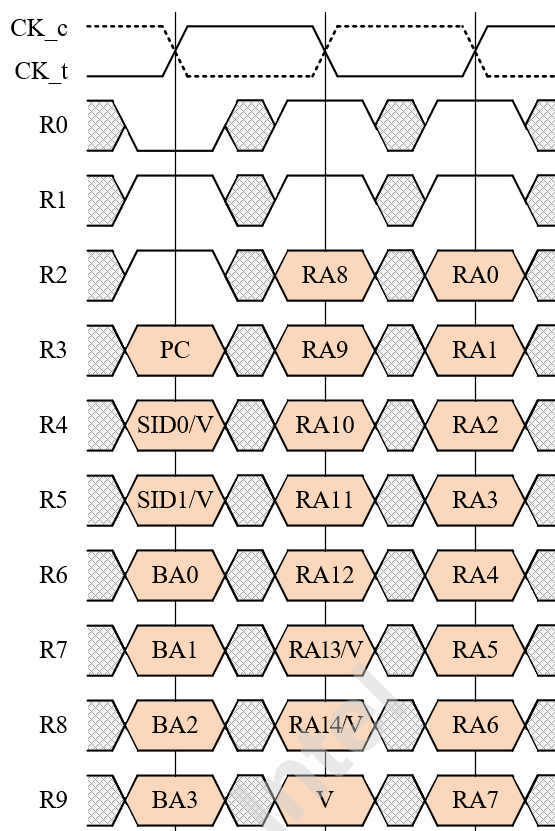 CK_c
CK_t
R0
R1
R2 RA8 RA0
R3 PC RA9 RA1
R4 SID0/V RA10 RA2
R5 SID1/V RA11 RA3
R6 BA0 RA12 RA4
R7 BA1 RA13/V RA5
R8 BA2 RA14/V RA6
R9 BA3 V RA7
Intel